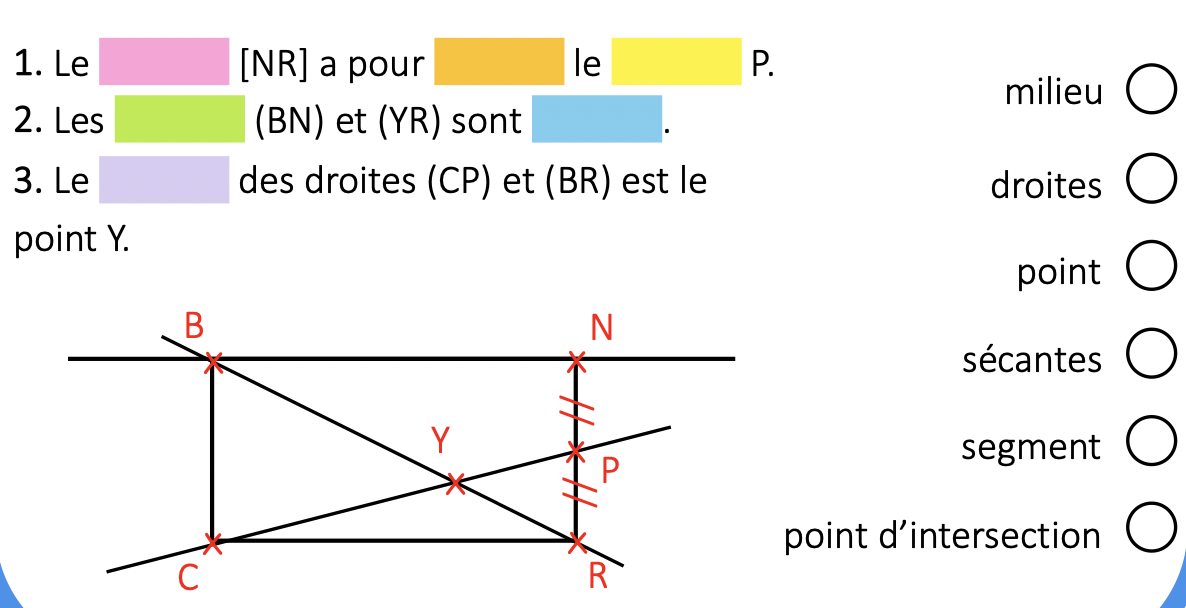 1. Le [NR] a pour le P.
2. Les (BN) et (YR) sont .
3. Le des droites (CP) et (BR) est le
point Y.
milieu
droites
point
sécantes
segment
point d’intersection
B
N
Y
P
C
R